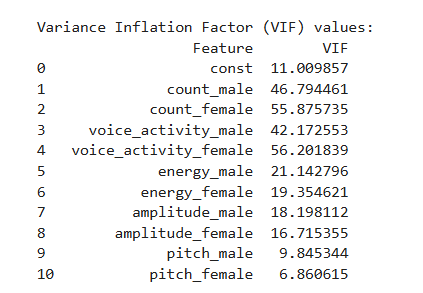 Variance Inflation Factor (VIF) values:
Feature VIF
0 const 11.009857
1 count_male 46.794461
2 count_female 55.875735
3 voice_activity_male 42.172553
4 voice_activity_female 56.201839
5 energy_male 21.142796
6 energy_female 19.354621
7 amplitude_male 18.198112
8 amplitude_female 16.715355
9 pitch_male 9.845344
10 pitch_female 6.860615